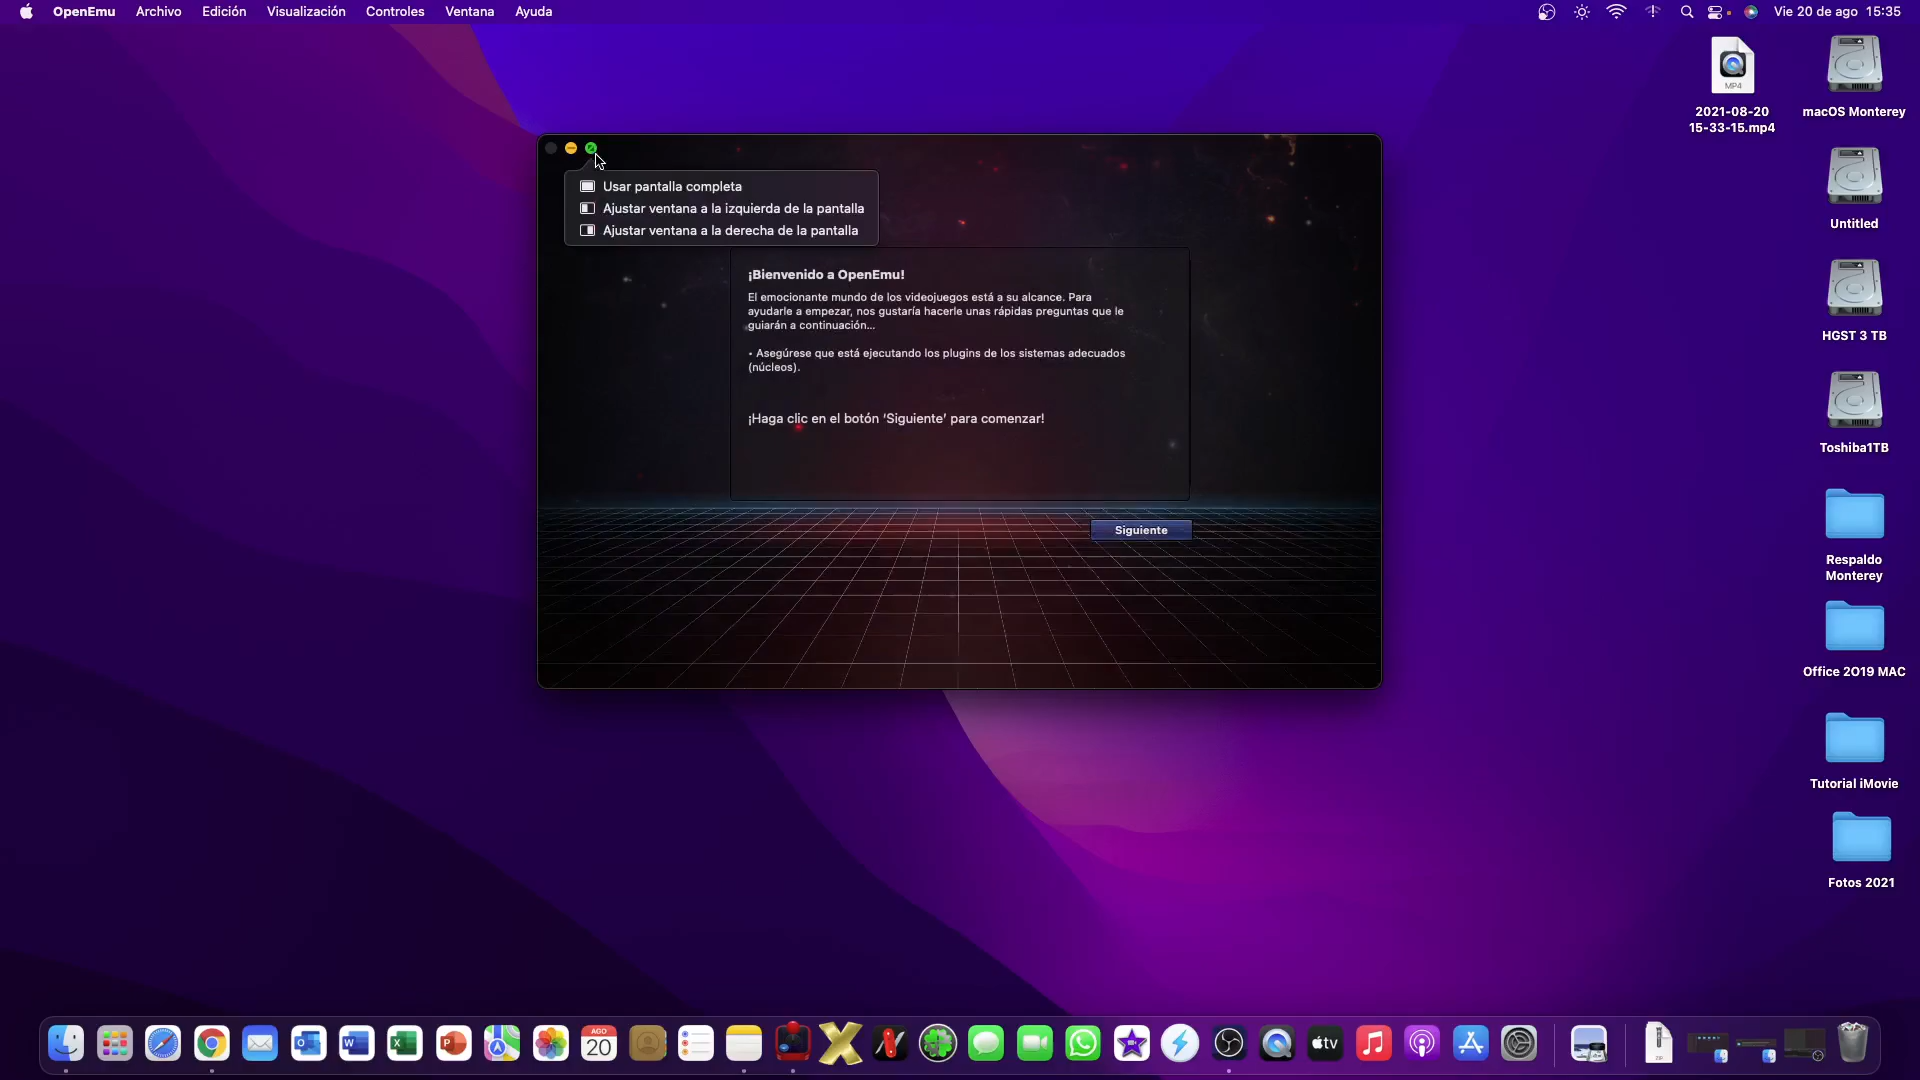 OpenEmu Archivo Edición Visualización Controles Ventana Ayuda
Vie 20 de ago 15:35
MP4
2021-08-20
15-33-15.mp4
macOS Monterey
Untitled
HGST 3 TB
Toshiba1TB
Respaldo
Monterey
Office 2019 MAC
Tutorial iMovie
Fotos 2021
Usar pantalla completa
Ajustar ventana a la izquierda de la pantalla
Ajustar ventana a la derecha de la pantalla
¡Bienvenido a OpenEmu!
El emocionante mundo de los videojuegos está a su alcance. Para
ayudarle a empezar, nos gustaría hacerle unas rápidas preguntas que le
guiarán a continuación...
• Asegúrese que está ejecutando los plugins de los sistemas adecuados
(núcleos).
¡Haga clic en el botón ‘Siguiente’ para comenzar!
Siguiente
AGO
20
tv
ZIP